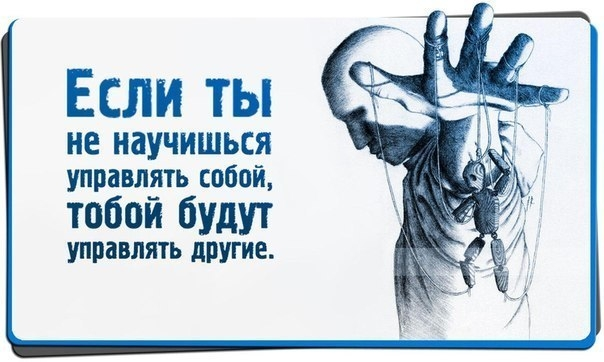 Если ты
не научишься
управлять собой,
тобой будут
управлять другие.